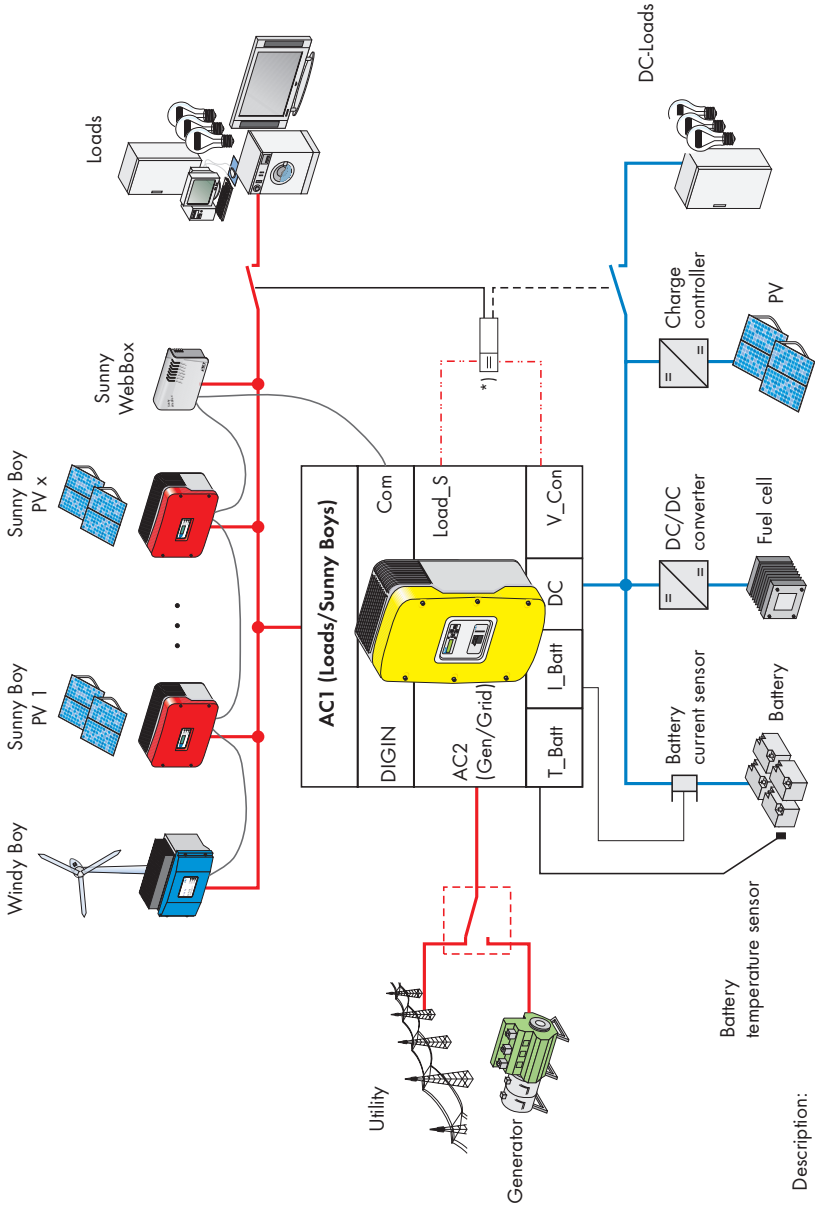 Windy Boy
Sunny Boy
PV 1
Sunny Boy
PV x
Sunny
WebBox
Loads
AC1 (Loads/Sunny Boys)
DIGIN
Com
AC2
(Gen/Grid)
Load_S
T_Batt
I_Batt
DC
V_Con
*)
=
Utility
Generator
Battery
temperature sensor
Battery
current sensor
Battery
DC/DC
converter
=
=
Fuel cell
Charge
controller
=
=
PV
DC-Loads
Description: